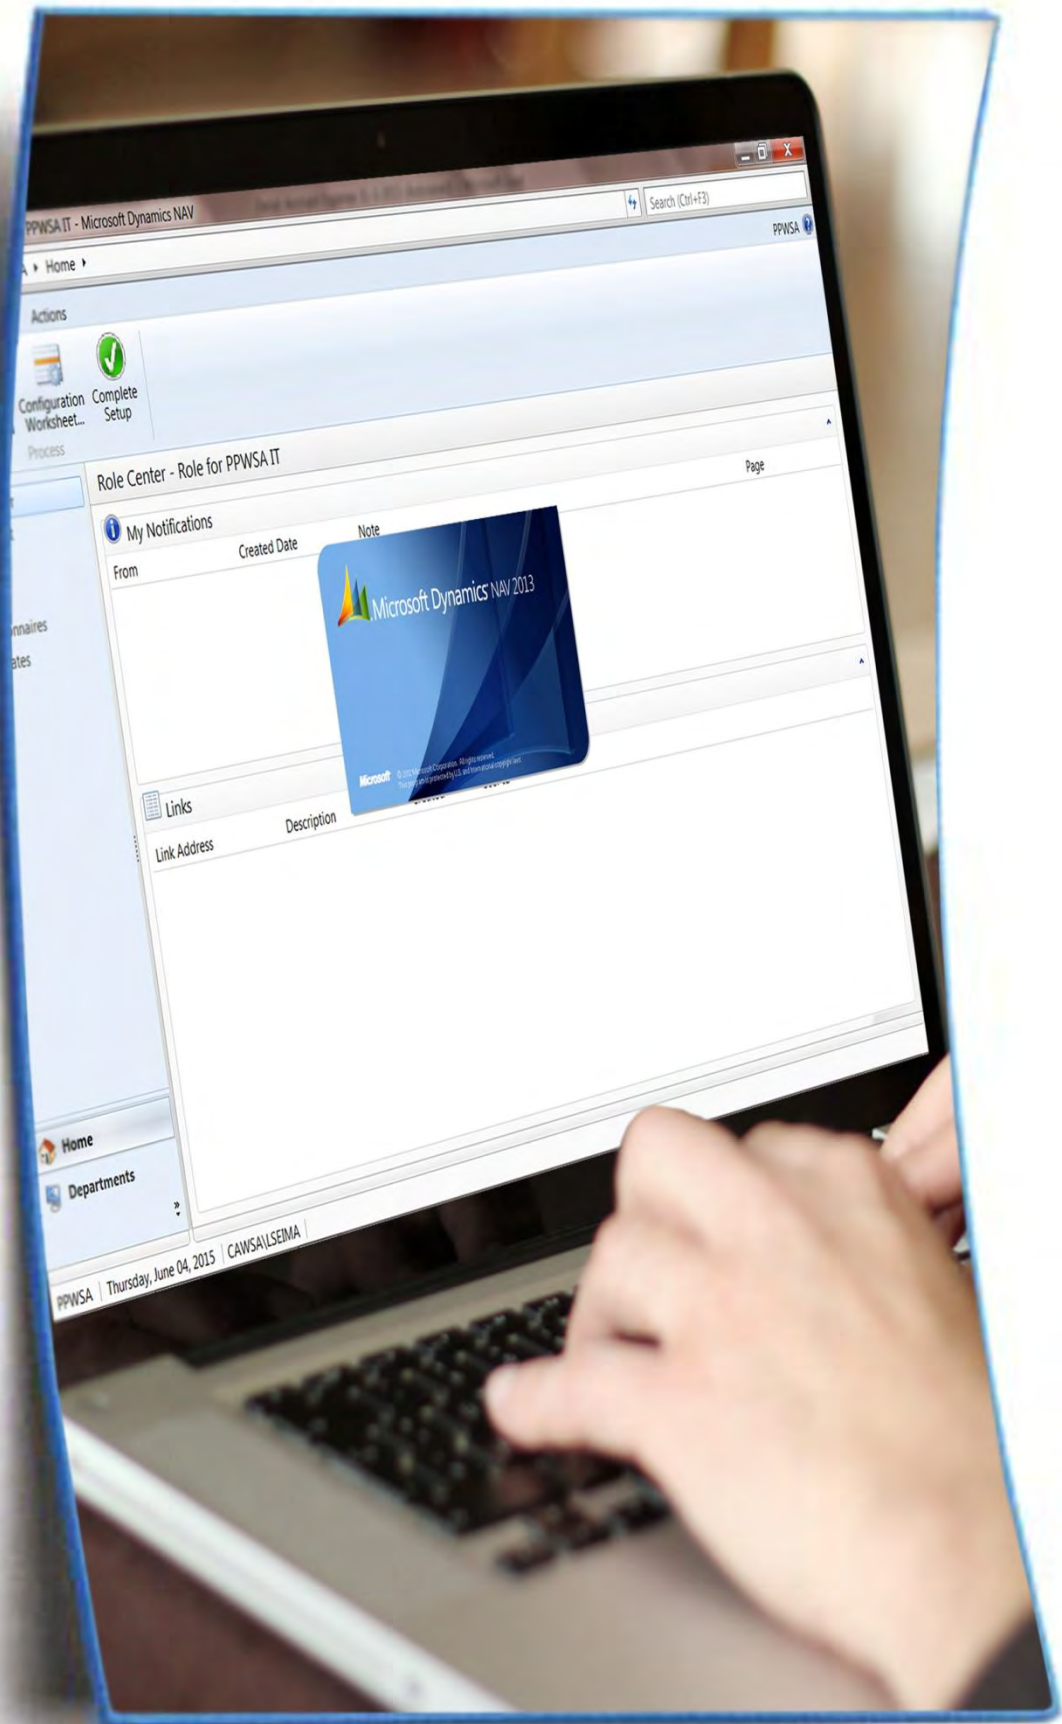 PPWSA IT - Microsoft Dynamics NAV
Search (Ctrl+F3)
Home
PPWSA
Actions
Configuration Worksheet...
Complete Setup
Process
Role Center - Role for PPWSA IT
My Notifications
From Created Date Note Page
Microsoft Dynamics NAV 2013
Microsoft
Links
Link Address Description
Home
Departments
PPWSA Thursday, June 04, 2015 CAWSA\LSEIMA